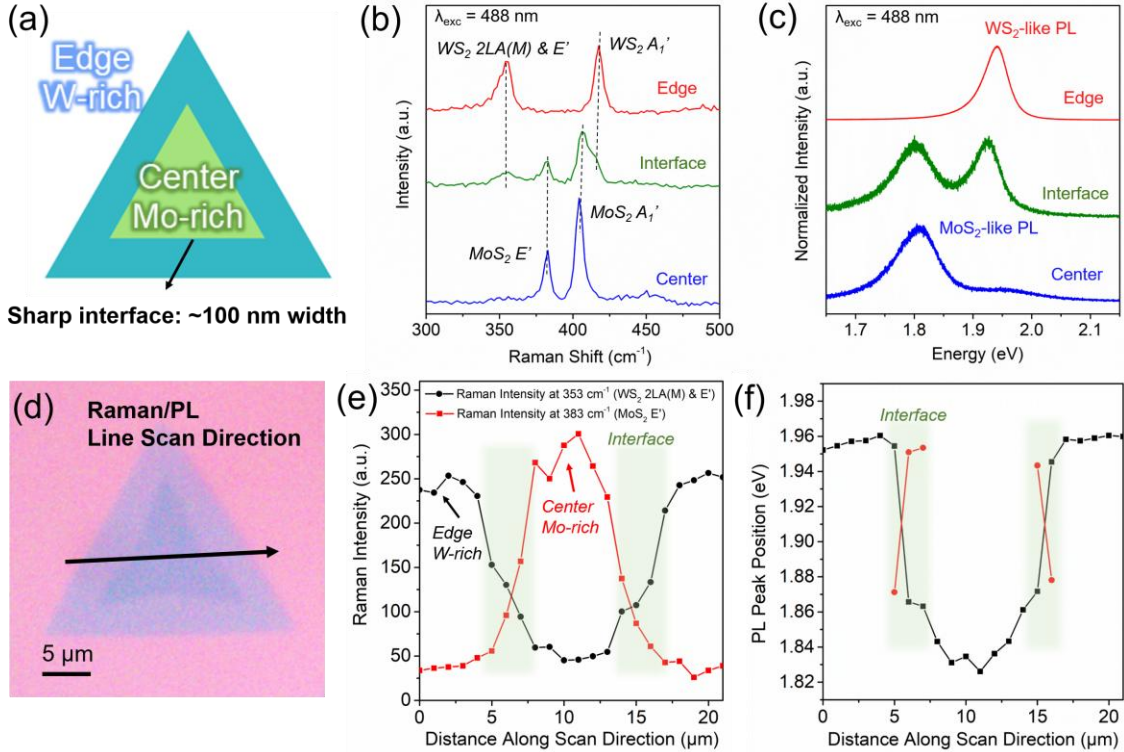 (a)
Edge
W-rich
Center
Mo-rich
Sharp interface: ~100 nm width
(b)
λexc = 488 nm
WS2 2LA(M) & E’
WS2 A1’
Edge
Interface
MoS2 A1’
MoS2 E’
Center
Intensity (a.u.)
300
350
400
450
500
Raman Shift (cm-1)
(c)
λexc = 488 nm
WS2-like PL
Edge
Interface
MoS2-like PL
Center
Normalized Intensity (a.u.)
1.7
1.8
1.9
2.0
2.1
Energy (eV)
(d)
Raman/PL
Line Scan Direction
5 μm
(e)
350
300
250
200
150
100
50
0
Raman Intensity (a.u.)
Raman Intensity at 353 cm-1 (WS2 2LA(M) & E’)
Raman Intensity at 383 cm-1 (MoS2 E’)
Interface
Edge
W-rich
Center
Mo-rich
0
5
10
15
20
Distance Along Scan Direction (μm)
(f)
1.98
1.96
1.94
1.92
1.90
1.88
1.86
1.84
1.82
PL Peak Position (eV)
Interface
0
5
10
15
20
Distance Along Scan Direction (μm)